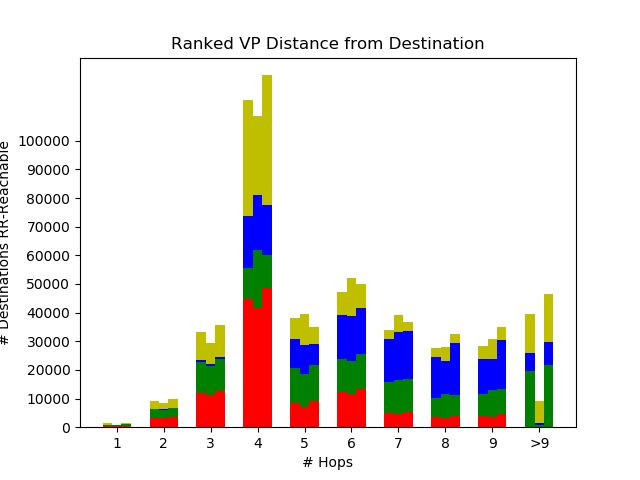 Ranked VP Distance from Destination
# Destinations RR-Reachable
100000
90000
80000
70000
60000
50000
40000
30000
20000
10000
0
1 2 3 4 5 6 7 8 9 >9
# Hops